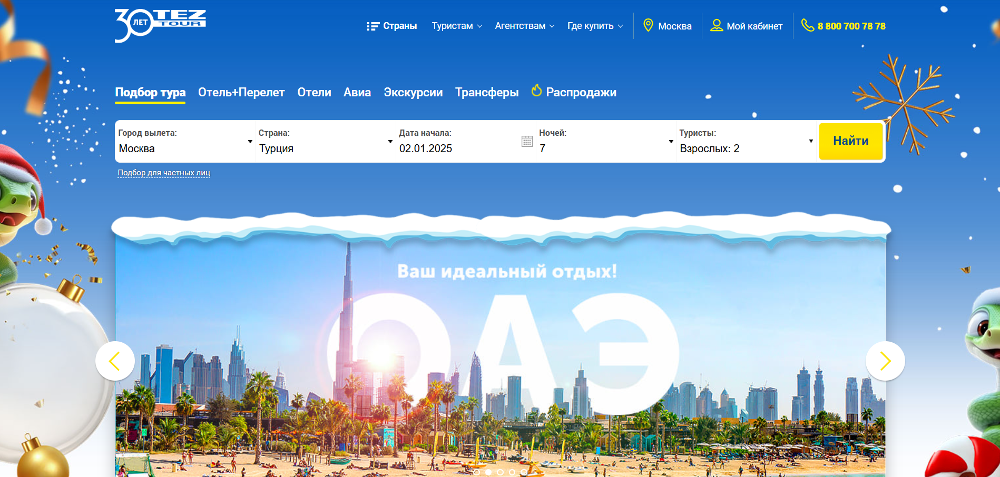 30 ЛЕТ TEZ TOUR
Страны Туристам Агентствам Где купить Москва Мой кабинет 8 800 700 78 78
Подбор тура Отель+Перелет Отели Авиа Экскурсии Трансферы Распродажи
Город вылета: Страна: Дата начала: Ночей: Туристы:
Москва Турция 02.01.2025 7 Взрослых: 2 Найти
Подбор для частных лиц
Ваш идеальный отдых!
ОАЭ